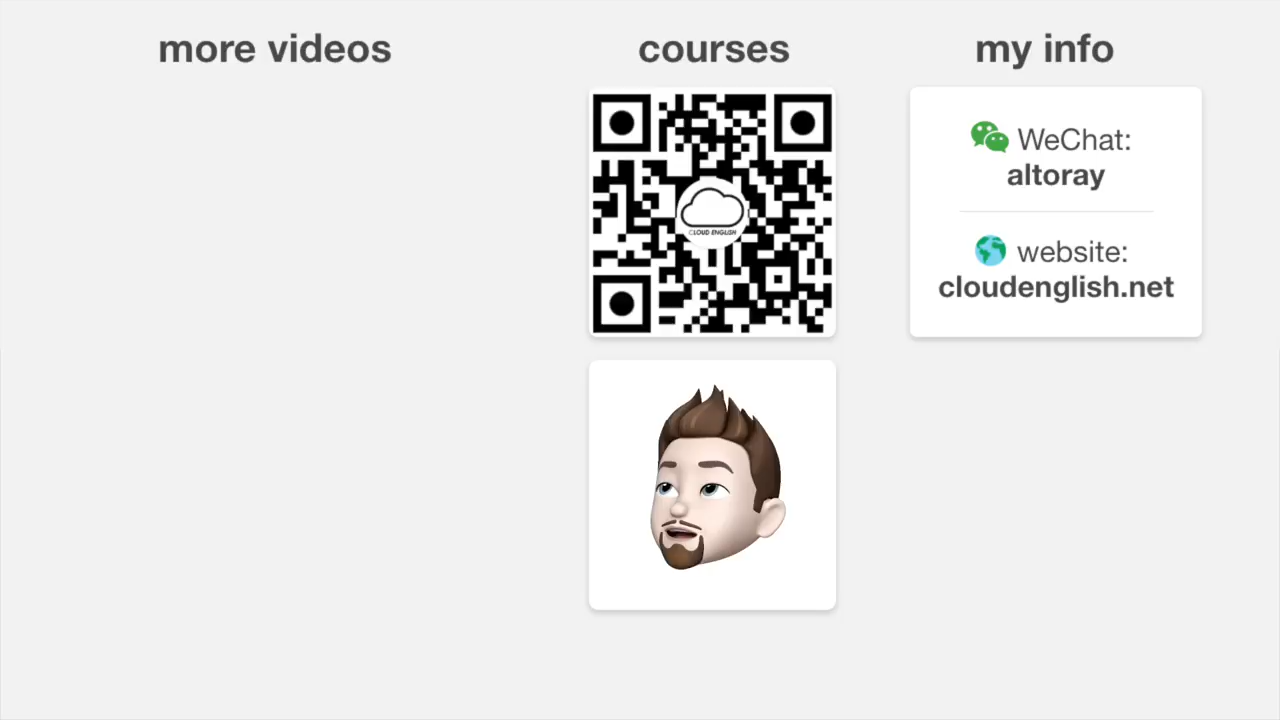 more videos
courses
CLOUD ENGLISH
my info
WeChat:
altoray
website:
cloudenglish.net